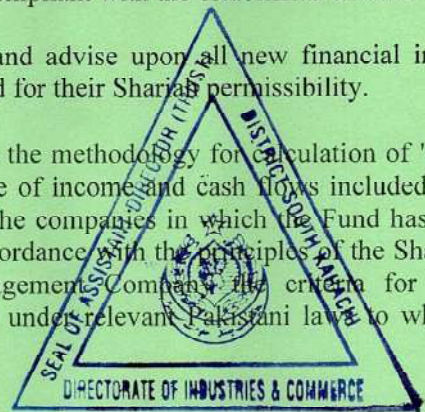 and advise upon all new financial in
d for their Shariah permissibility.
the methodology for calculation of "
e of income and cash flows included
he companies in which the Fund has
ordance with the principles of the Sha
agement Company the criteria for
under relevant Pakistani laws to wh
SEAL OF ASSISTANT DIRECTOR (TRUST)
DISTRICT SOUTH KARACHI
DIRECTORATE OF INDUSTRIES & COMMERCE